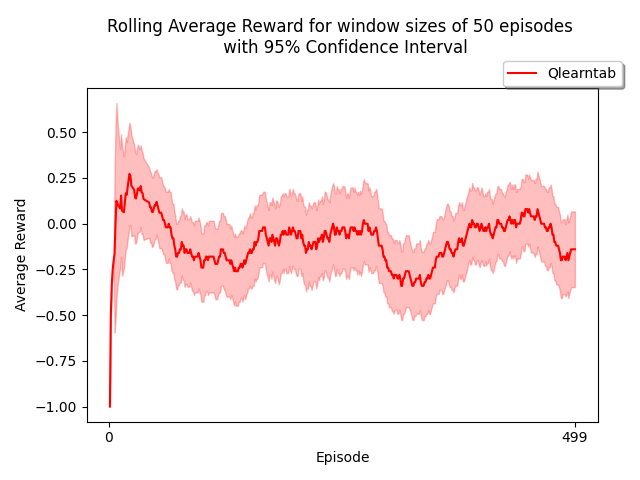 Rolling Average Reward for window sizes of 50 episodes
with 95% Confidence Interval
Qlearntab
Average Reward
0.50
0.25
0.00
−0.25
−0.50
−0.75
−1.00
0
499
Episode